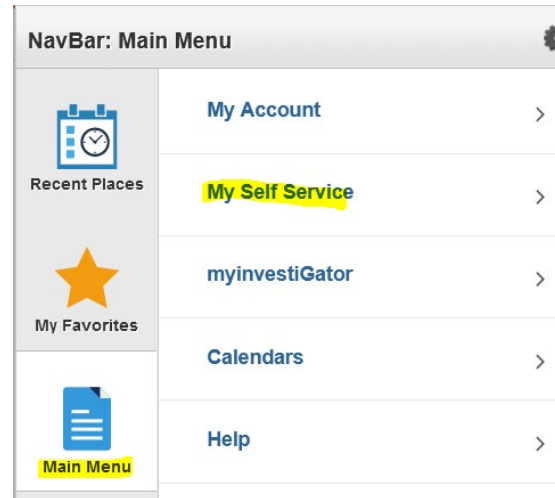 NavBar: Main Menu
Recent Places
My Favorites
Main Menu
My Account
My Self Service
myinvestiGator
Calendars
Help